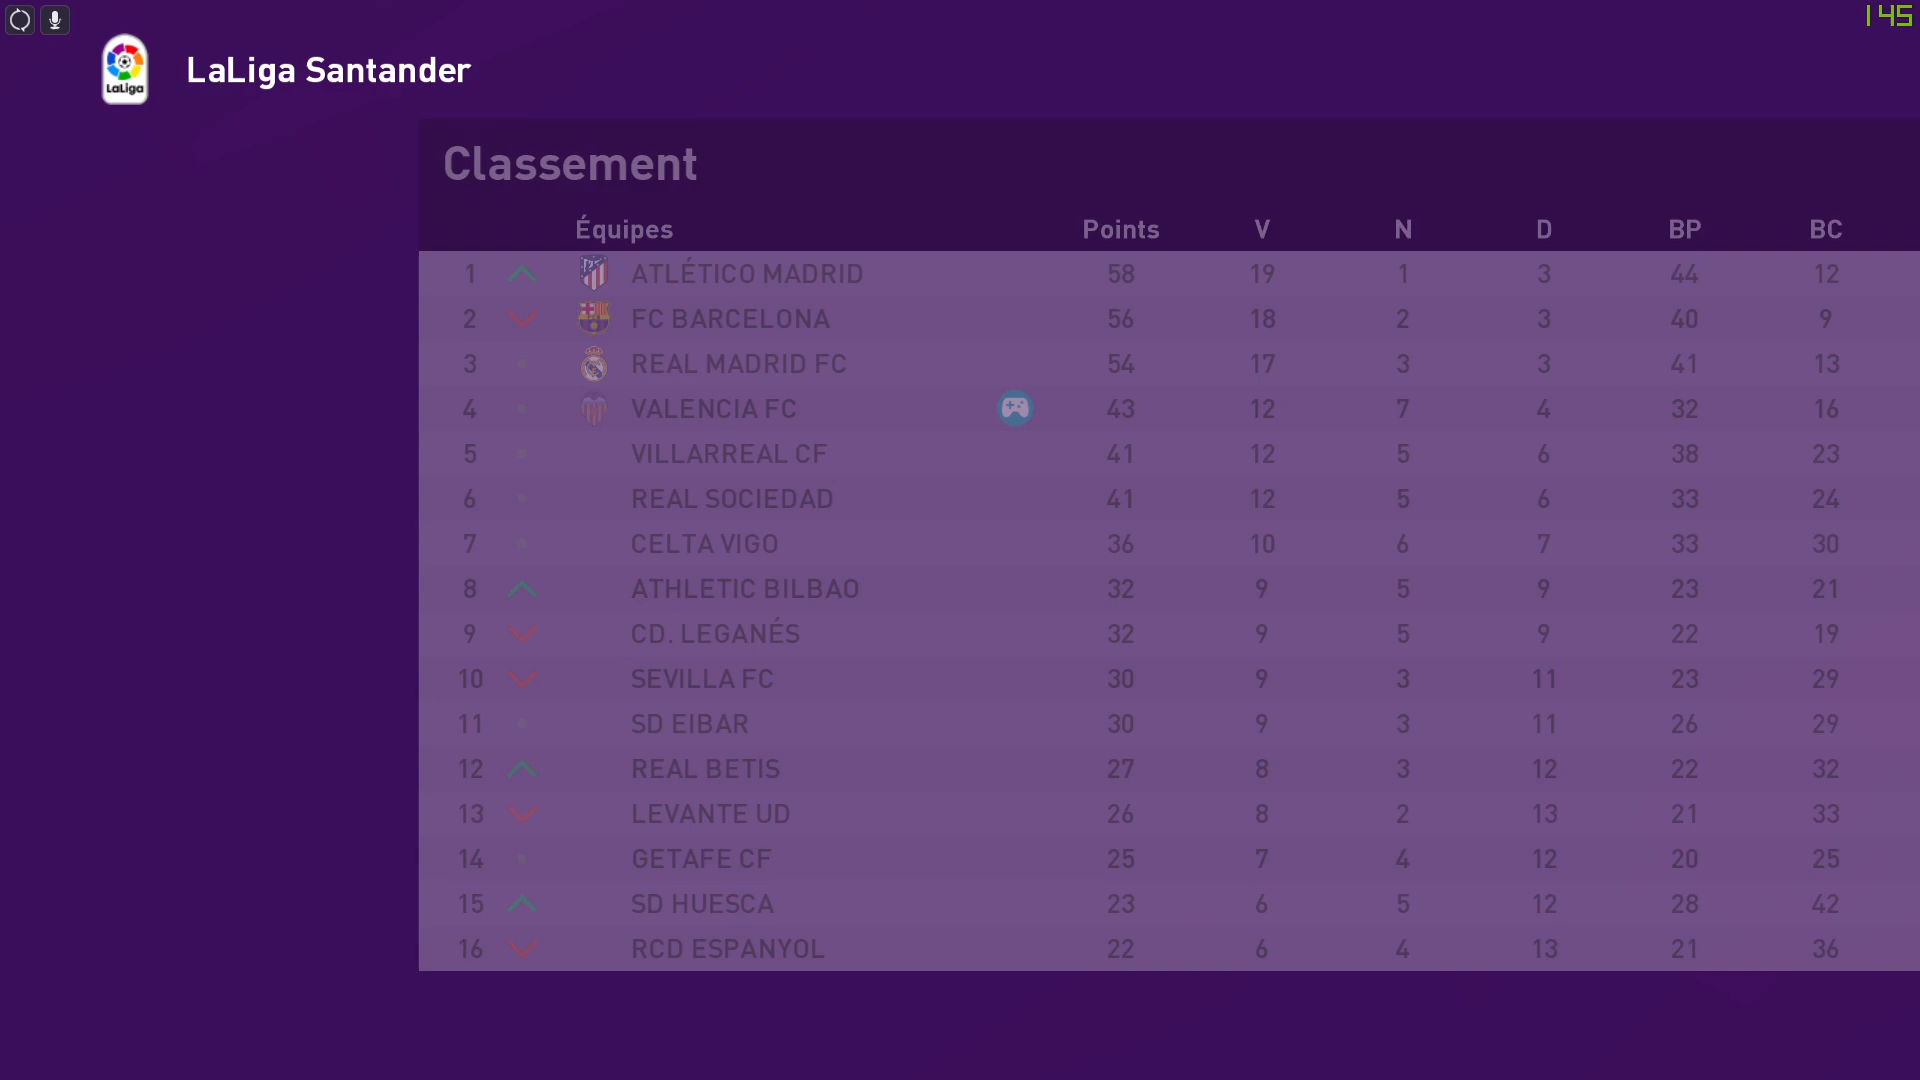 145
LaLiga
LaLiga Santander
Classement
Équipes Points V N D BP BC
1 ATLÉTICO MADRID 58 19 1 3 44 12
2 FC BARCELONA 56 18 2 3 40 9
3 REAL MADRID FC 54 17 3 3 41 13
4 VALENCIA FC 43 12 7 4 32 16
5 VILLARREAL CF 41 12 5 6 38 23
6 REAL SOCIEDAD 41 12 5 6 33 24
7 CELTA VIGO 36 10 6 7 33 30
8 ATHLETIC BILBAO 32 9 5 9 23 21
9 CD. LEGANÉS 32 9 5 9 22 19
10 SEVILLA FC 30 9 3 11 23 29
11 SD EIBAR 30 9 3 11 26 29
12 REAL BETIS 27 8 3 12 22 32
13 LEVANTE UD 26 8 2 13 21 33
14 GETAFE CF 25 7 4 12 20 25
15 SD HUESCA 23 6 5 12 28 42
16 RCD ESPANYOL 22 6 4 13 21 36